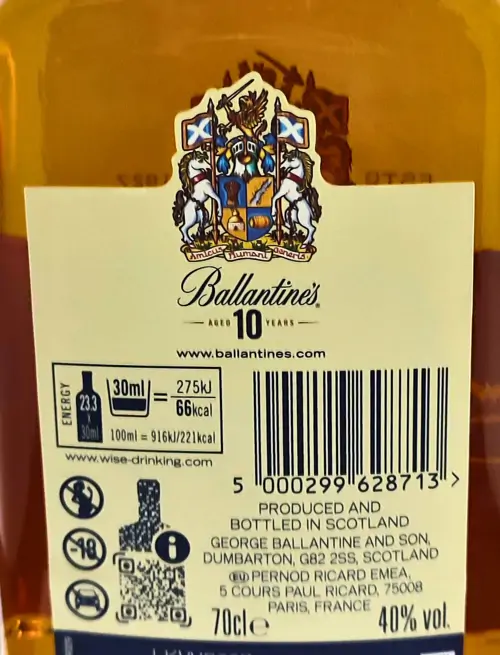 Amicus Humani Generis
Ballantine's
AGED 10 YEARS
www.ballantines.com
ENERGY
23.3
x
30ml
30ml = 275kJ
66kcal
100ml = 916kJ/221kcal
www.wise-drinking.com
5 000299 628713 >
-18
i
PRODUCED AND
BOTTLED IN SCOTLAND
GEORGE BALLANTINE AND SON,
DUMBARTON, G82 2SS, SCOTLAND
EU PERNOD RICARD EMEA,
5 COURS PAUL RICARD, 75008
PARIS, FRANCE
70cl℮ 40% vol.